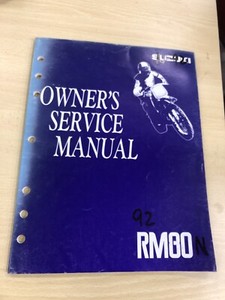 OWNER'S
SERVICE
MANUAL
92
RM80N